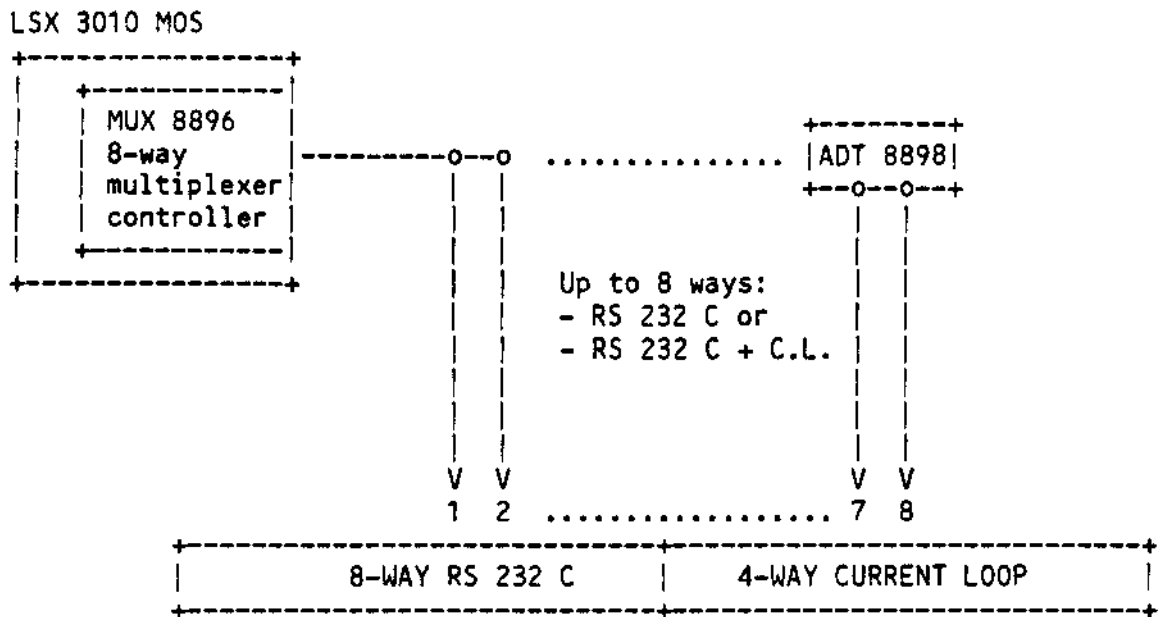 LSX 3010 MOS
MUX 8896
8-way
multiplexer
controller
ADT 8898
Up to 8 ways:
- RS 232 C or
- RS 232 C + C.L.
1 2 .................. 7 8
8-WAY RS 232 C 4-WAY CURRENT LOOP